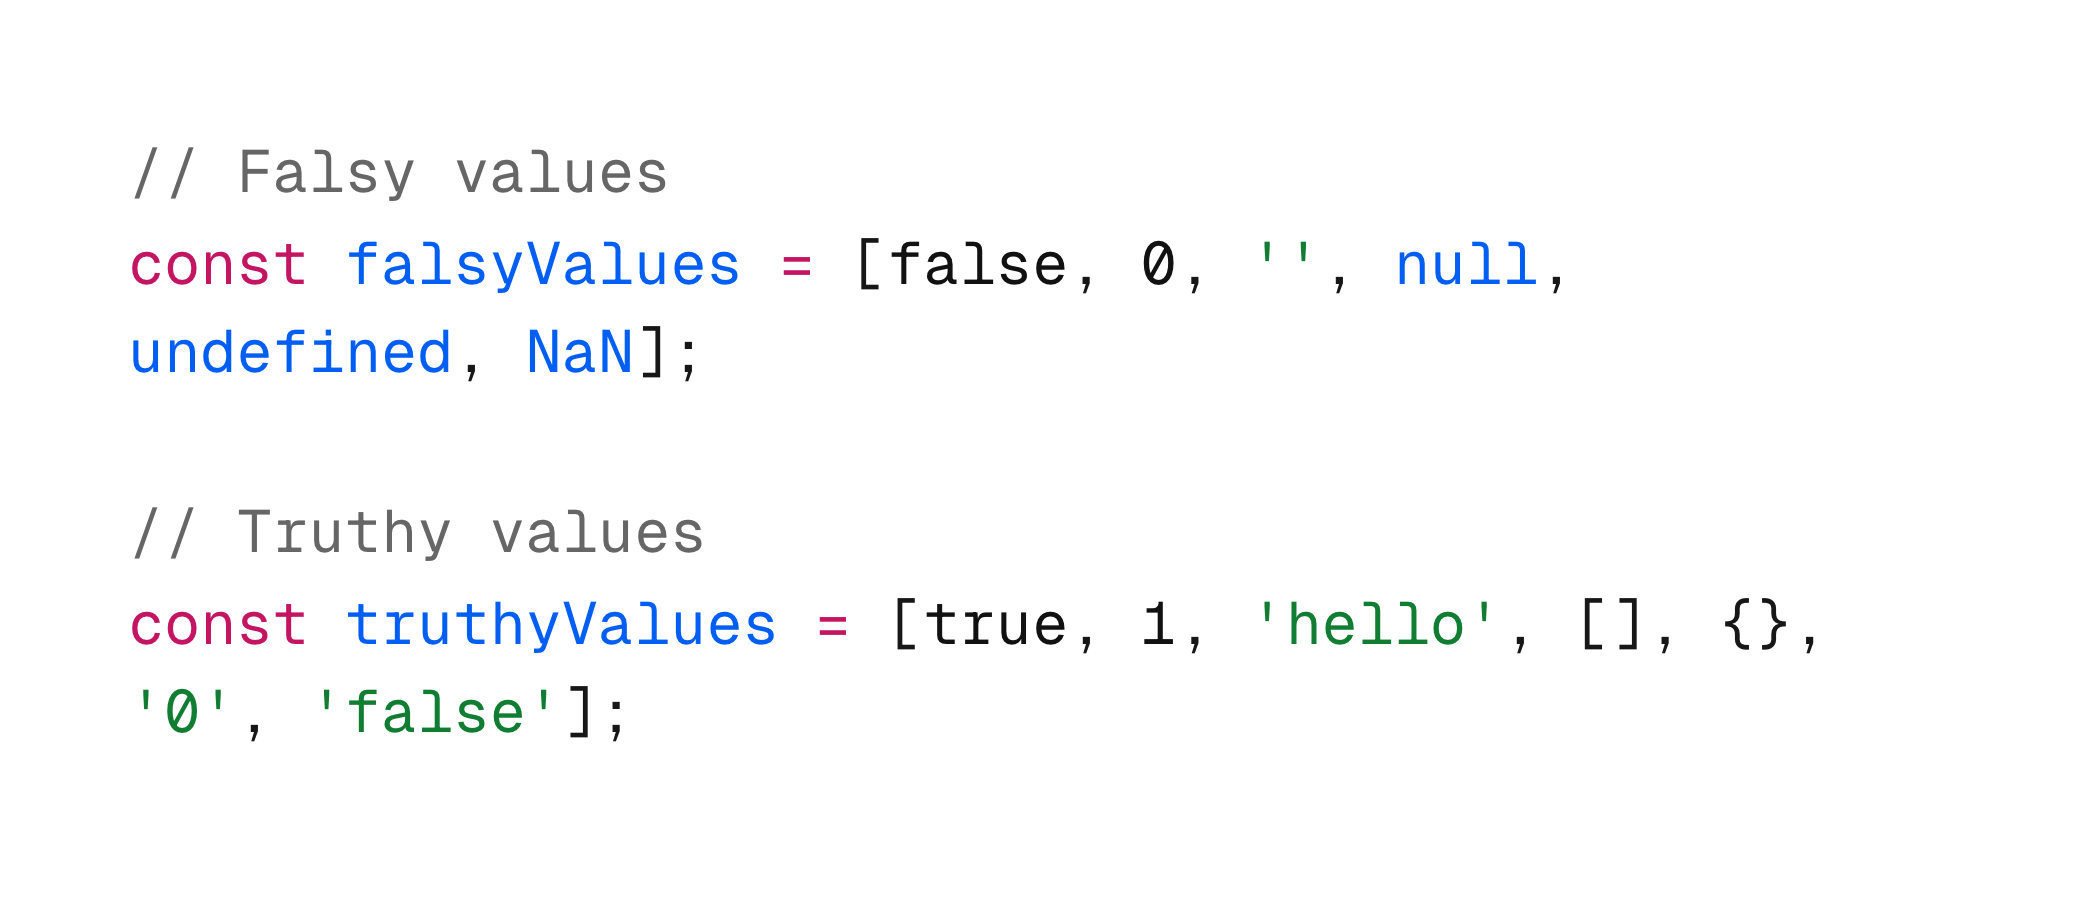 // Falsy values
const falsyValues = [false, 0, '', null,
undefined, NaN];
// Truthy values
const truthyValues = [true, 1, 'hello', [], {},
'0', 'false'];